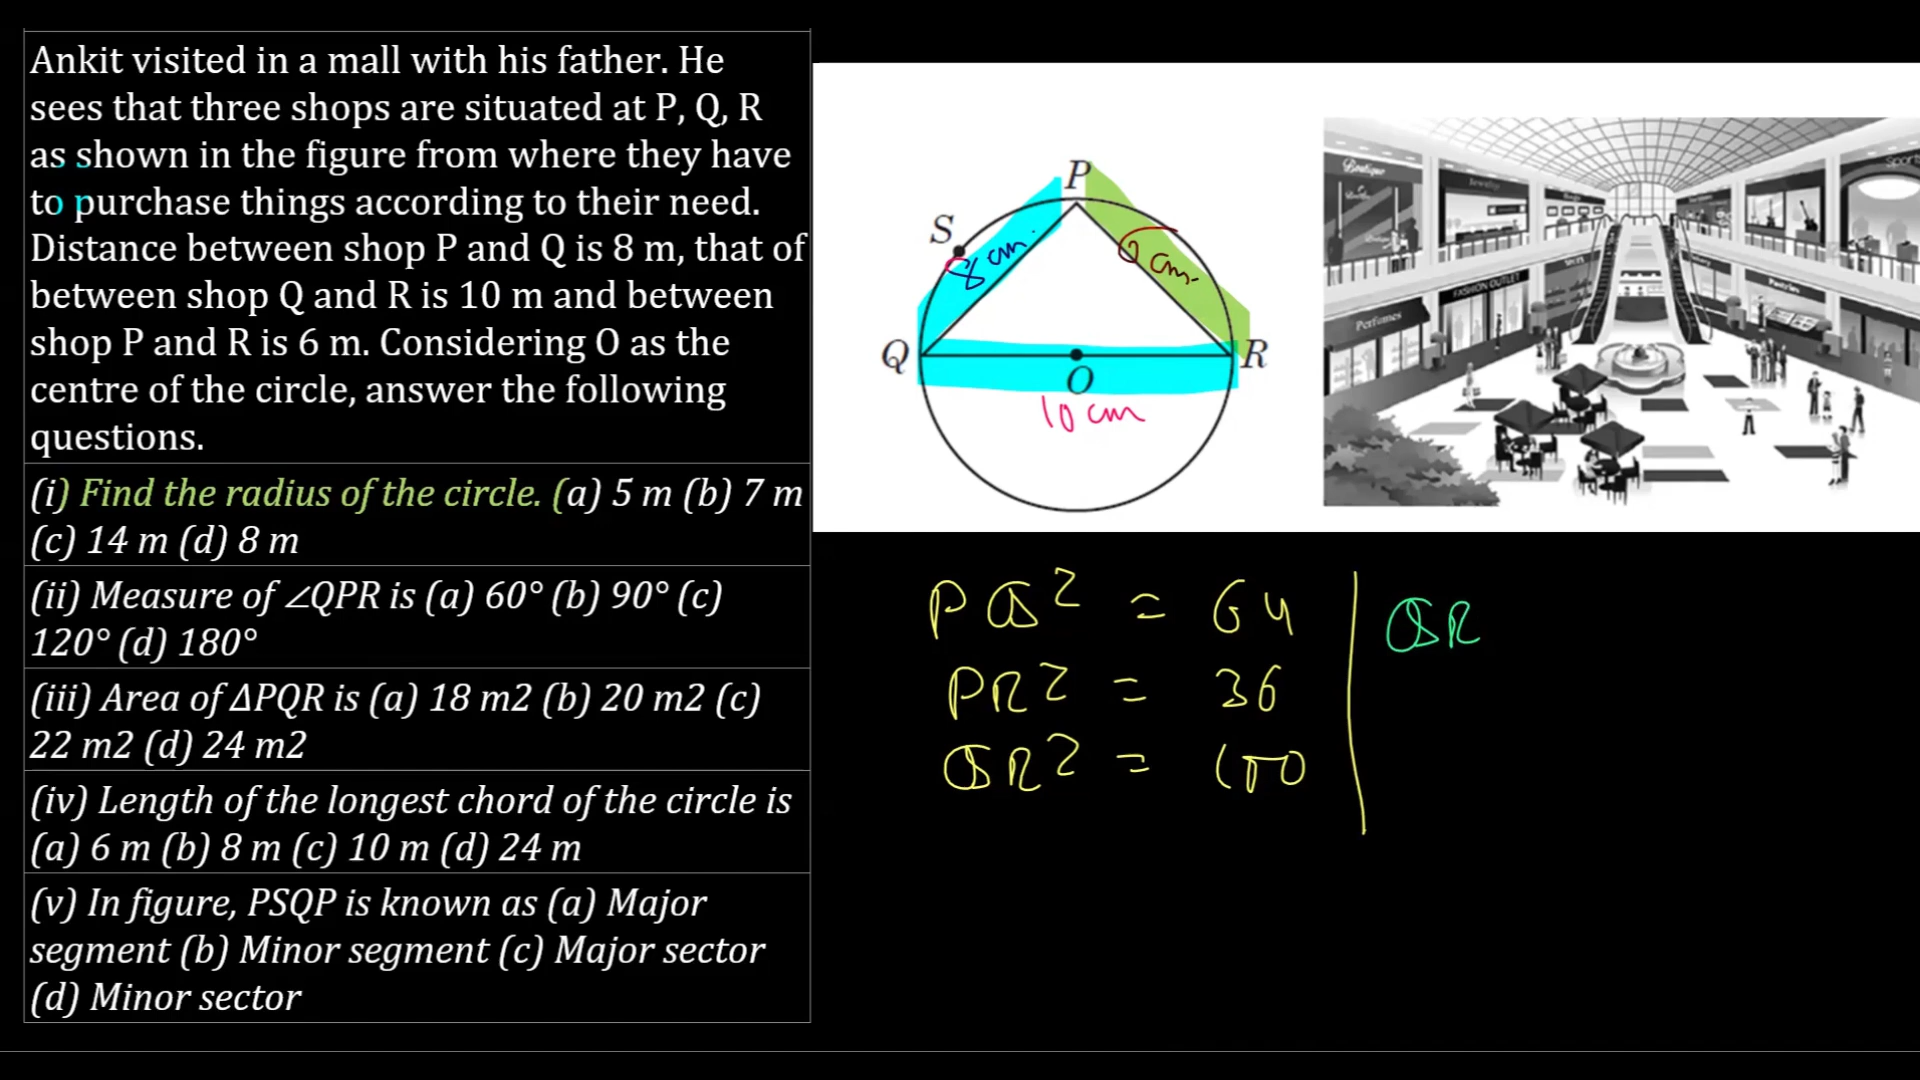 Ankit visited in a mall with his father. He
sees that three shops are situated at P, Q, R
as shown in the figure from where they have
to purchase things according to their need.
Distance between shop P and Q is 8 m, that of
between shop Q and R is 10 m and between
shop P and R is 6 m. Considering O as the
centre of the circle, answer the following
questions.
(i) Find the radius of the circle. (a) 5 m (b) 7 m
(c) 14 m (d) 8 m
(ii) Measure of ∠QPR is (a) 60° (b) 90° (c)
120° (d) 180°
(iii) Area of ΔPQR is (a) 18 m2 (b) 20 m2 (c)
22 m2 (d) 24 m2
(iv) Length of the longest chord of the circle is
(a) 6 m (b) 8 m (c) 10 m (d) 24 m
(v) In figure, PSQP is known as (a) Major
segment (b) Minor segment (c) Major sector
(d) Minor sector
P
S
8 cm
cm
Q
R
O
10 cm
Boutique
Sports
FASHION OUTLET
Pastries
Perfumes
PQ2 = 64
PR2 = 36
QR2 = 100
QR